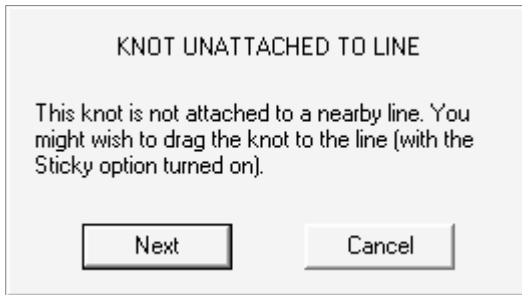 KNOT UNATTACHED TO LINE
This knot is not attached to a nearby line. You
might wish to drag the knot to the line (with the
Sticky option turned on).
Next Cancel